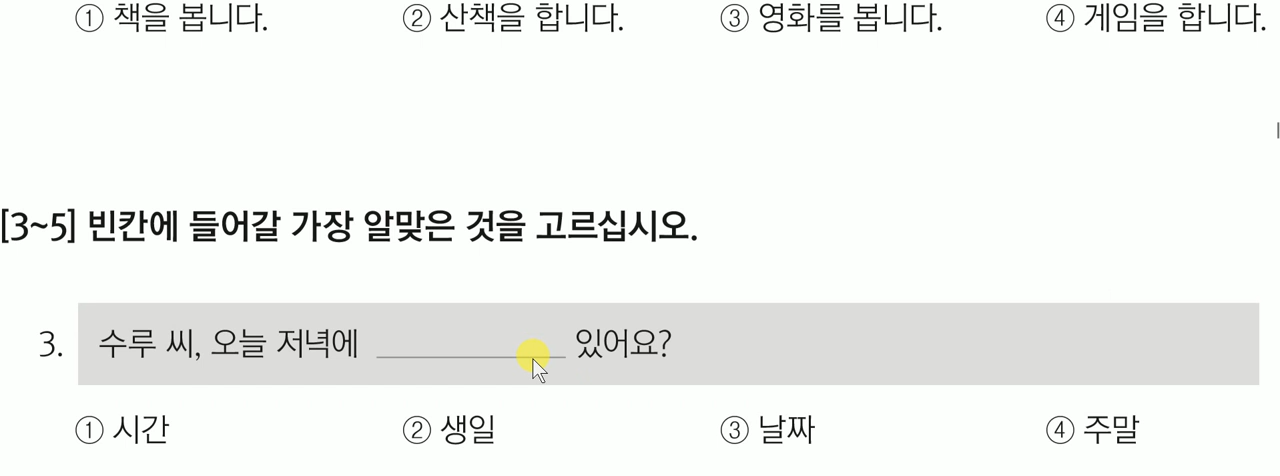 ① 책을 봅니다. ② 산책을 합니다. ③ 영화를 봅니다. ④ 게임을 합니다.
[3~5] 빈칸에 들어갈 가장 알맞은 것을 고르십시오.
3. 수루 씨, 오늘 저녁에 ____________ 있어요?
① 시간 ② 생일 ③ 날짜 ④ 주말